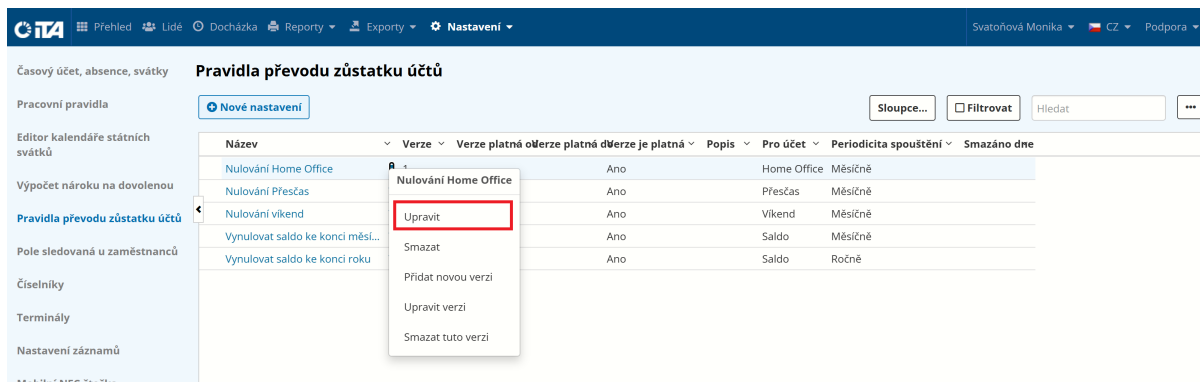 iTA Přehled Lidé Docházka Reporty Exporty Nastavení Svatoňová Monika CZ Podpora
Časový účet, absence, svátky
Pracovní pravidla
Editor kalendáře státních
svátků
Výpočet nároku na dovolenou
Pravidla převodu zůstatku účtů
Pole sledovaná u zaměstnanců
Číselníky
Terminály
Nastavení záznamů
Pravidla převodu zůstatku účtů
Nové nastavení Sloupce... Filtrovat Hledat ...
Název Verze Verze platná od Verze platná do Verze je platná Popis Pro účet Periodicita spouštění Smazáno dne
Nulování Home Office 1 Ano Home Office Měsíčně
Nulování Přesčas Ano Přesčas Měsíčně
Nulování víkend Ano Víkend Měsíčně
Vynulovat saldo ke konci měsí... Ano Saldo Měsíčně
Vynulovat saldo ke konci roku Ano Saldo Ročně
Nulování Home Office
Upravit
Smazat
Přidat novou verzi
Upravit verzi
Smazat tuto verzi